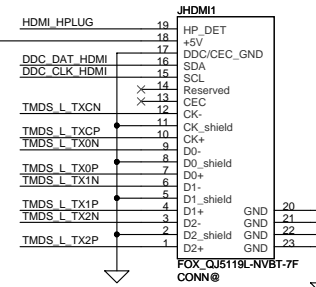 JHDMI1
HDMI_HPLUG 19 HP_DET
18 +5V
17 DDC/CEC_GND
DDC_DAT_HDMI 16 SDA
DDC_CLK_HDMI 15 SCL
14 Reserved
13 CEC
TMDS_L_TXCN 12 CK-
11 CK_shield
TMDS_L_TXCP 10 CK+
TMDS_L_TX0N 9 D0-
8 D0_shield
TMDS_L_TX0P 7 D0+
TMDS_L_TX1N 6 D1-
5 D1_shield
TMDS_L_TX1P 4 D1+ GND 20
TMDS_L_TX2N 3 D2- GND 21
2 D2_shield GND 22
TMDS_L_TX2P 1 D2+ GND 23
FOX_QJ5119L-NVBT-7F
CONN@